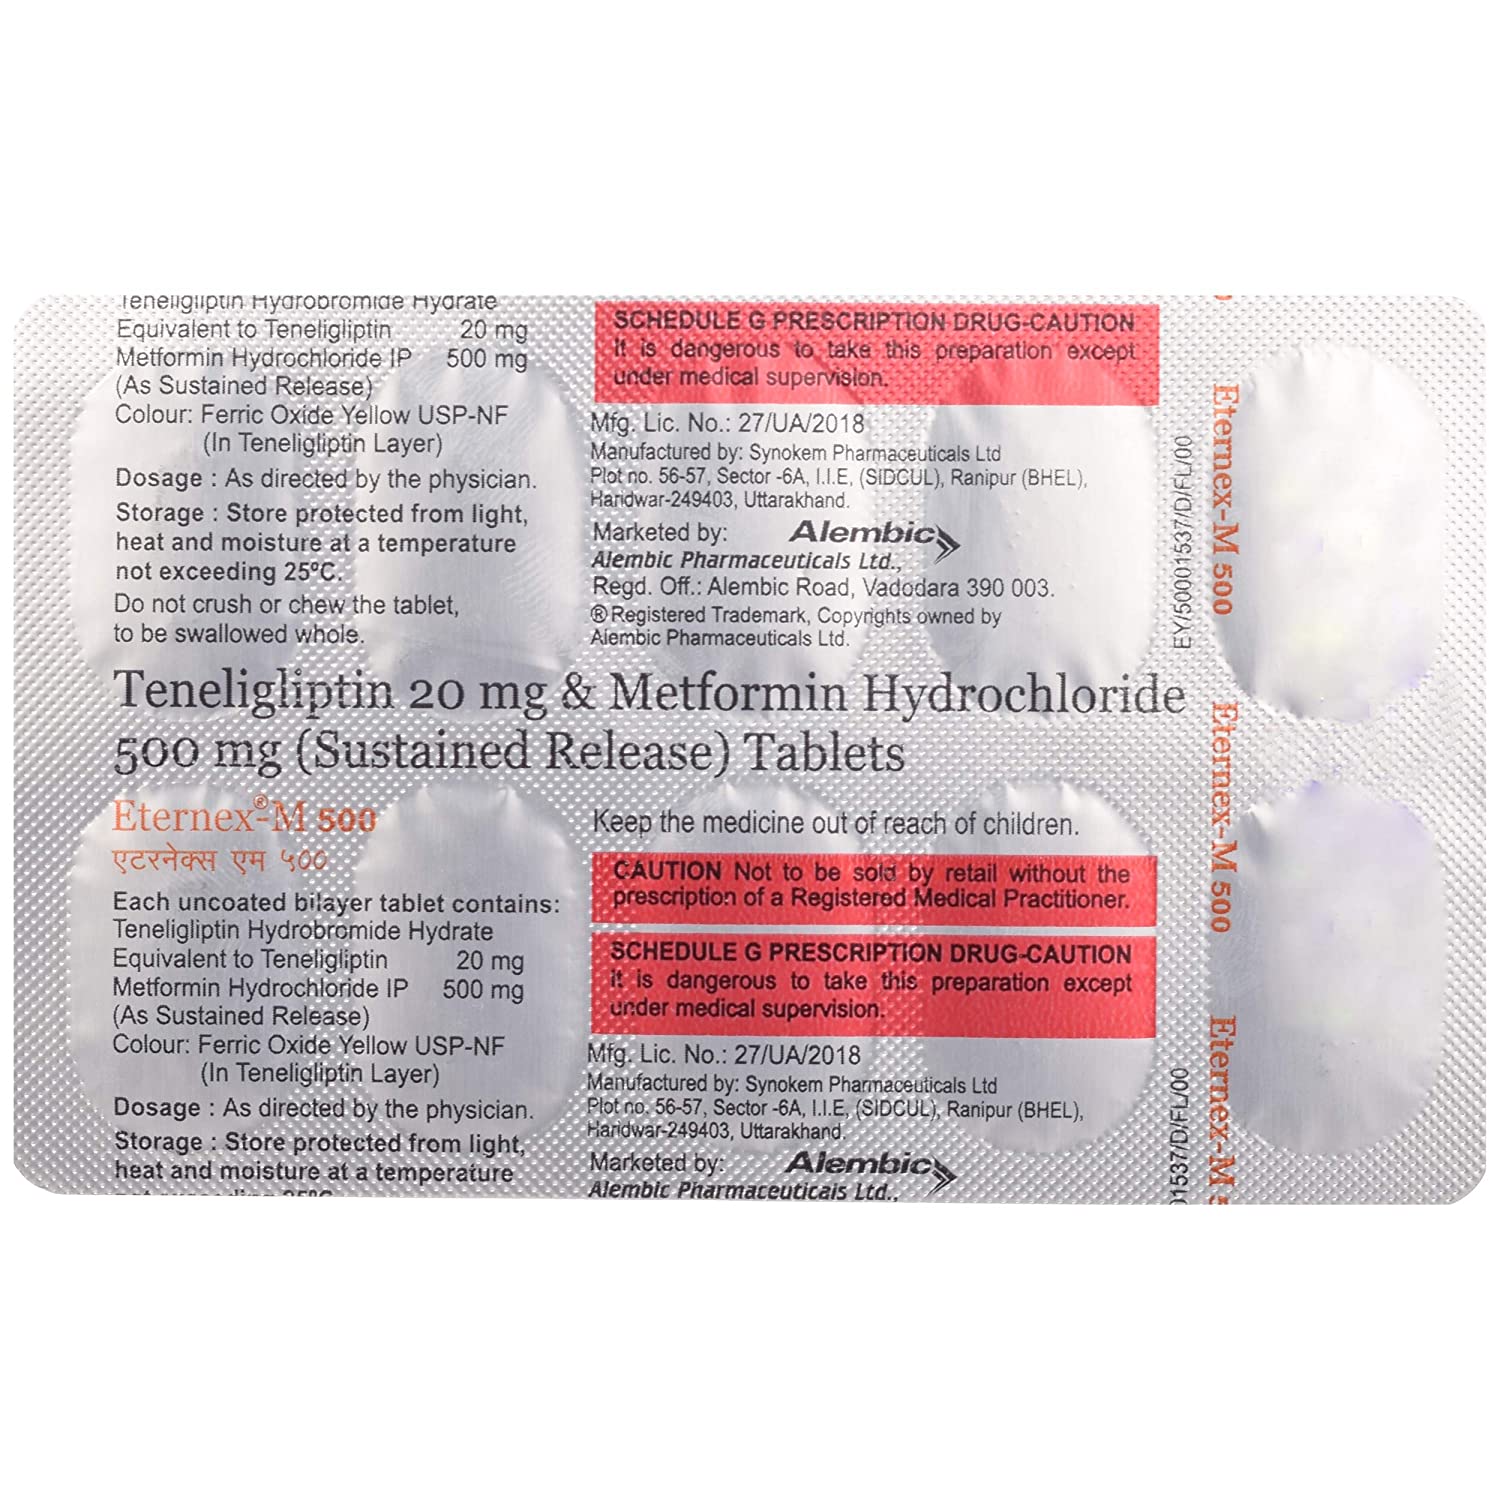 Teneligliptin Hydrobromide Hydrate
Equivalent to Teneligliptin 20 mg
Metformin Hydrochloride IP 500 mg
(As Sustained Release)
Colour: Ferric Oxide Yellow USP-NF
(In Teneligliptin Layer)
Dosage : As directed by the physician.
Storage : Store protected from light,
heat and moisture at a temperature
not exceeding 25ºC.
Do not crush or chew the tablet,
to be swallowed whole.
SCHEDULE G PRESCRIPTION DRUG-CAUTION
It is dangerous to take this preparation except
under medical supervision.
Mfg. Lic. No.: 27/UA/2018
Manufactured by: Synokem Pharmaceuticals Ltd
Plot no. 56-57, Sector -6A, I.I.E, (SIDCUL), Ranipur (BHEL),
Haridwar-249403, Uttarakhand.
Marketed by: Alembic
Alembic Pharmaceuticals Ltd.,
Regd. Off.: Alembic Road, Vadodara 390 003.
® Registered Trademark, Copyrights owned by
Alembic Pharmaceuticals Ltd.
Teneligliptin 20 mg & Metformin Hydrochloride
500 mg (Sustained Release) Tablets
Eternex®-M 500
एटरनेक्स एम ५००
Each uncoated bilayer tablet contains:
Teneligliptin Hydrobromide Hydrate
Equivalent to Teneligliptin 20 mg
Metformin Hydrochloride IP 500 mg
(As Sustained Release)
Colour: Ferric Oxide Yellow USP-NF
(In Teneligliptin Layer)
Dosage : As directed by the physician.
Storage : Store protected from light,
heat and moisture at a temperature
not exceeding 25ºC.
Keep the medicine out of reach of children.
CAUTION Not to be sold by retail without the
prescription of a Registered Medical Practitioner.
SCHEDULE G PRESCRIPTION DRUG-CAUTION
It is dangerous to take this preparation except
under medical supervision.
Mfg. Lic. No.: 27/UA/2018
Manufactured by: Synokem Pharmaceuticals Ltd
Plot no. 56-57, Sector -6A, I.I.E, (SIDCUL), Ranipur (BHEL),
Haridwar-249403, Uttarakhand.
Marketed by: Alembic
Alembic Pharmaceuticals Ltd.,
EY/50001537/D/FL/00
01537/D/FL/00
0
Eternex-M 500
Eternex-M 500
Eternex-M 5